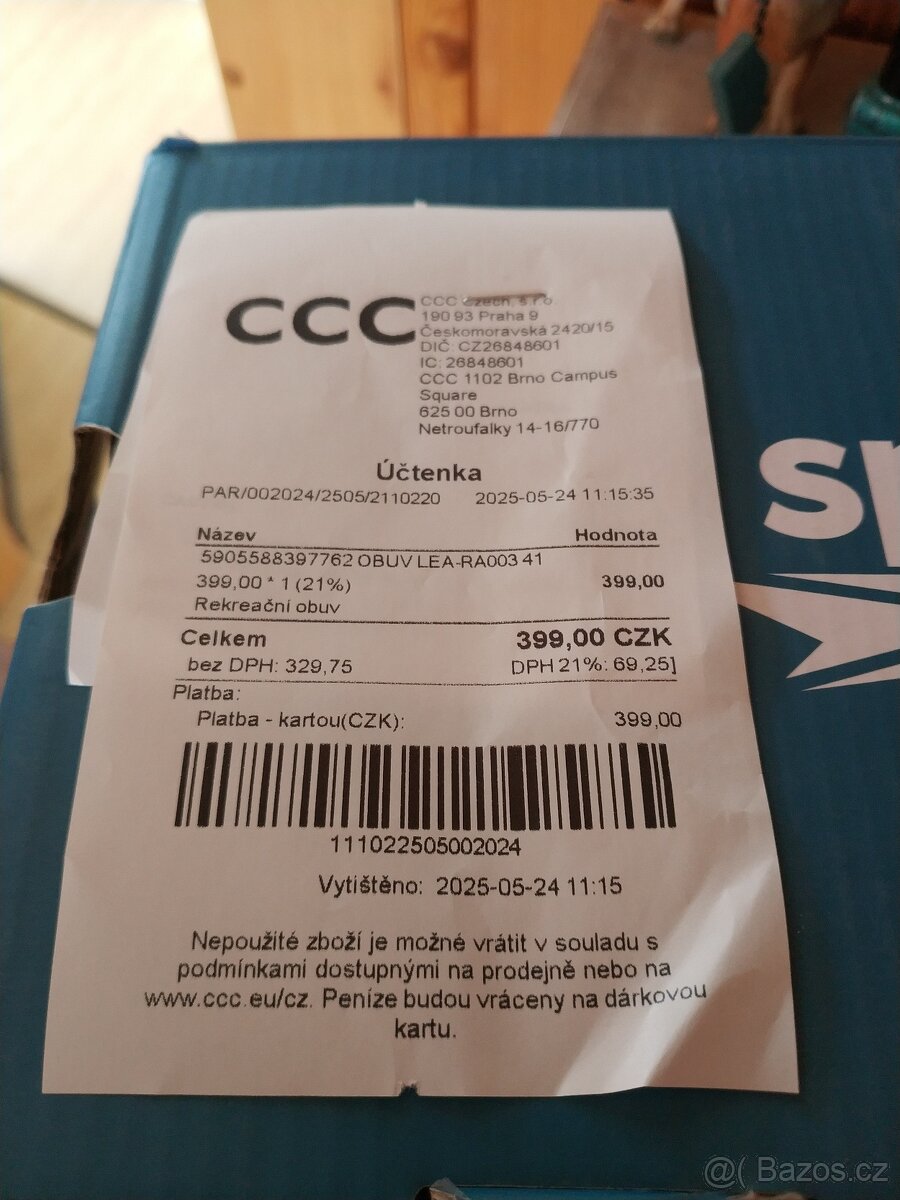 CCC
CCC Czech, s.r.o.
190 93 Praha 9
Českomoravská 2420/15
DIČ: CZ26848601
IC: 26848601
CCC 1102 Brno Campus
Square
625 00 Brno
Netroufalky 14-16/770
Účtenka
PAR/002024/2505/2110220 2025-05-24 11:15:35
Název Hodnota
5905588397762 OBUV LEA-RA003 41
399,00 * 1 (21%) 399,00
Rekreační obuv
Celkem 399,00 CZK
bez DPH: 329,75 DPH 21%: 69,25]
Platba:
Platba - kartou(CZK): 399,00
111022505002024
Vytištěno: 2025-05-24 11:15
Nepoužité zboží je možné vrátit v souladu s
podmínkami dostupnými na prodejně nebo na
www.ccc.eu/cz. Peníze budou vráceny na dárkovou
kartu.
@( Bazos.cz